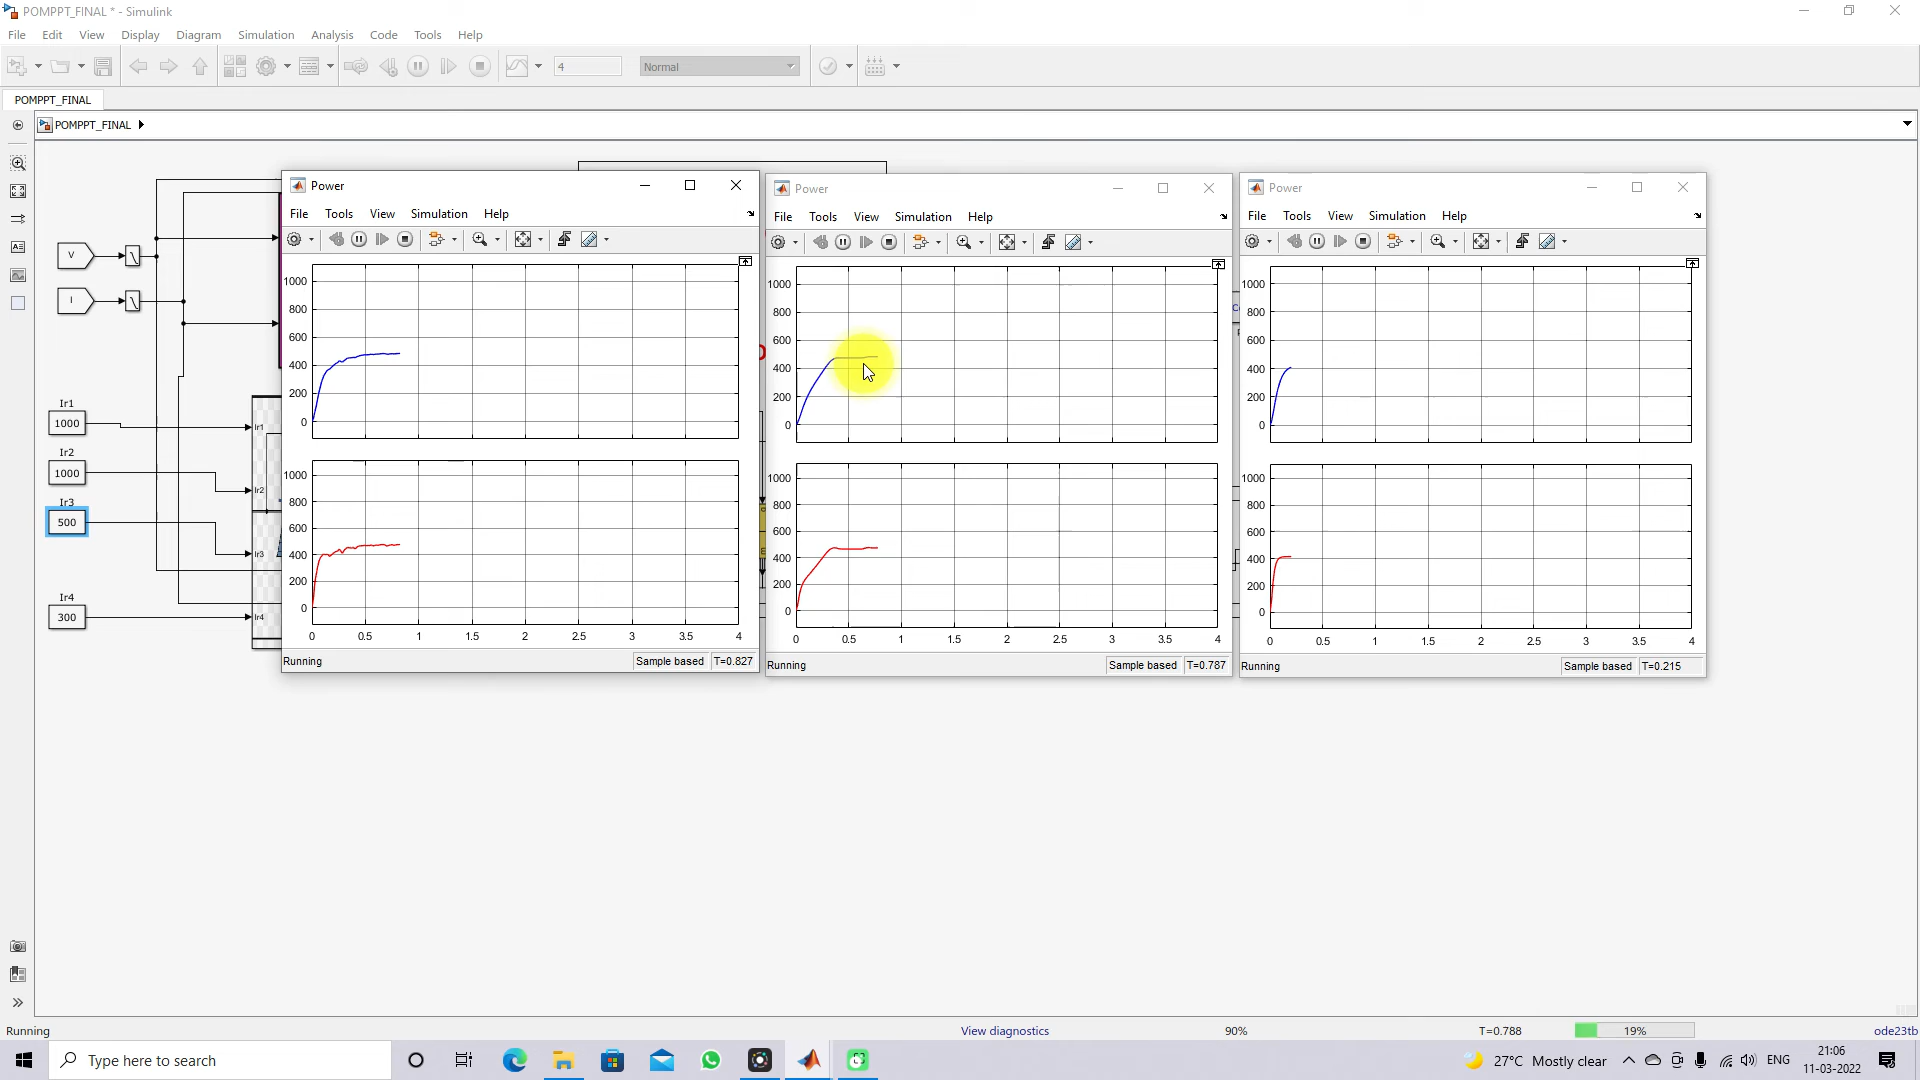 POMPPT_FINAL * - Simulink
File Edit View Display Diagram Simulation Analysis Code Tools Help
4 Normal
POMPPT_FINAL
POMPPT_FINAL
V
I
Ir1
1000
Ir1
Ir2
1000
Ir2
Ir3
500
Ir3
Ir4
300
Ir4
Power
File Tools View Simulation Help
1000
800
600
400
200
0
1000
800
600
400
200
0
0 0.5 1 1.5 2 2.5 3 3.5 4
Running Sample based T=0.827
Power
File Tools View Simulation Help
1000
800
600
400
200
0
1000
800
600
400
200
0
0 0.5 1 1.5 2 2.5 3 3.5 4
Running Sample based T=0.787
Power
File Tools View Simulation Help
1000
800
600
400
200
0
1000
800
600
400
200
0
0 0.5 1 1.5 2 2.5 3 3.5 4
Running Sample based T=0.215
Running View diagnostics 90% T=0.788 19% ode23tb
Type here to search
27°C Mostly clear ENG
21:06
11-03-2022